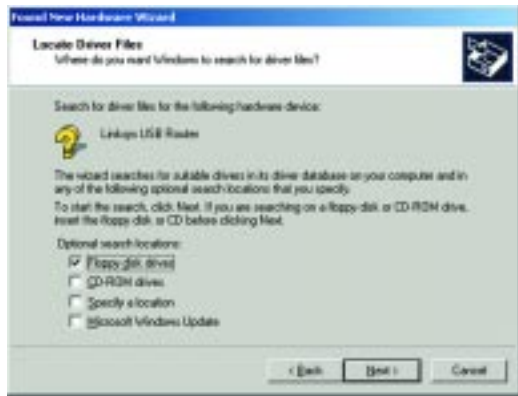 Found New Hardware Wizard
Locate Driver Files
Where do you want Windows to search for driver files?
Search for driver files for the following hardware device:
Linksys USB Router
The wizard searches for suitable drivers in its driver database on your computer and in
any of the following optional search locations that you specify.
To start the search, click Next. If you are searching on a floppy disk or CD-ROM drive,
insert the floppy disk or CD before clicking Next.
Optional search locations:
Floppy disk drives
CD-ROM drives
Specify a location
Microsoft Windows Update
< Back Next > Cancel